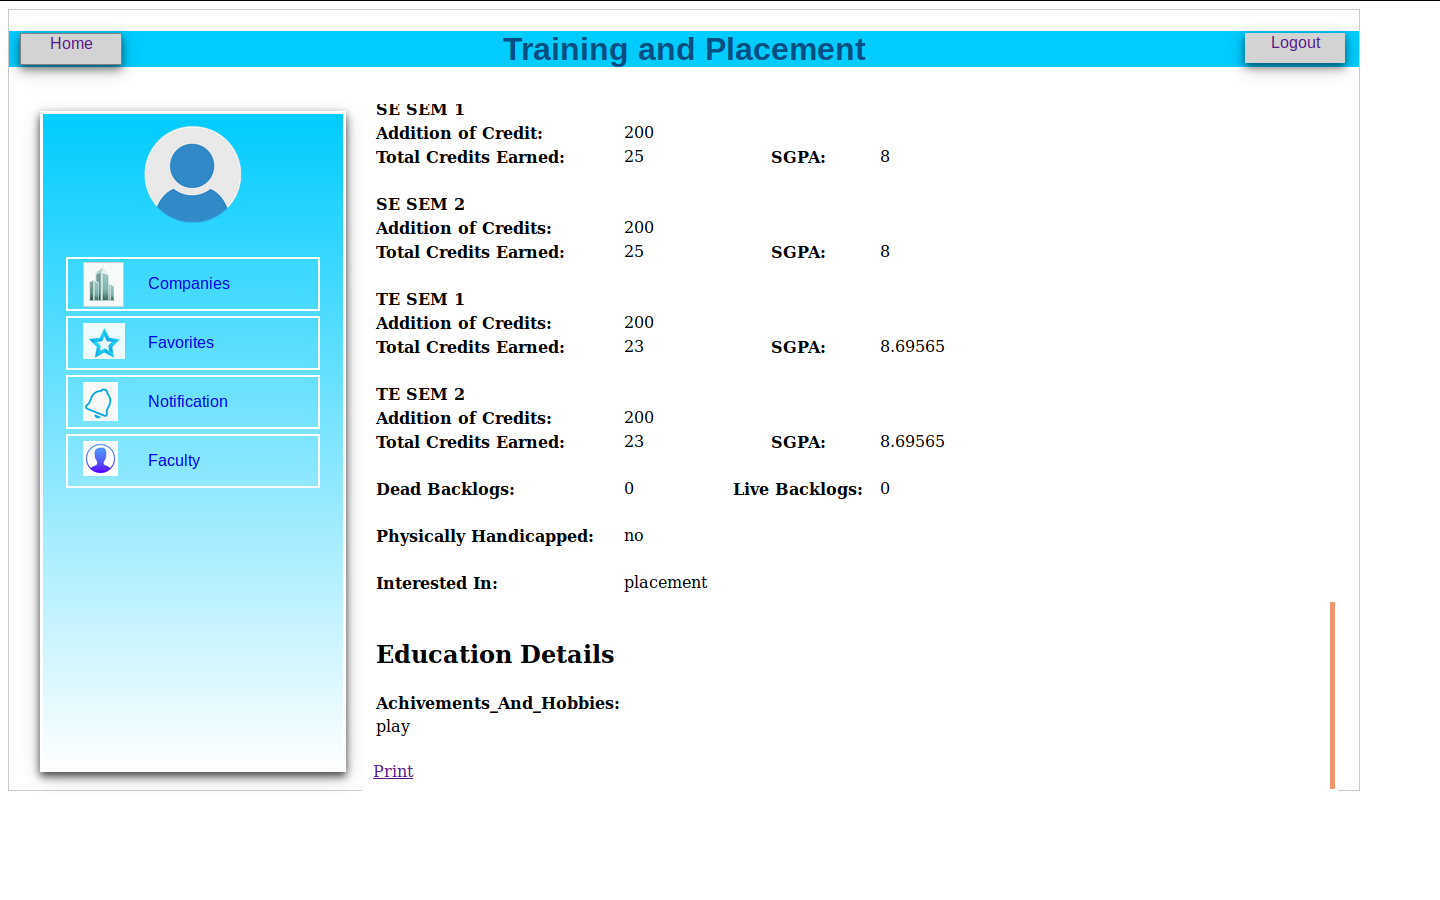 Home
Training and Placement
Logout
Companies
Favorites
Notification
Faculty
SE SEM 1
Addition of Credit: 200
Total Credits Earned: 25 SGPA: 8
SE SEM 2
Addition of Credits: 200
Total Credits Earned: 25 SGPA: 8
TE SEM 1
Addition of Credits: 200
Total Credits Earned: 23 SGPA: 8.69565
TE SEM 2
Addition of Credits: 200
Total Credits Earned: 23 SGPA: 8.69565
Dead Backlogs: 0 Live Backlogs: 0
Physically Handicapped: no
Interested In: placement
Education Details
Achivements_And_Hobbies:
play
Print